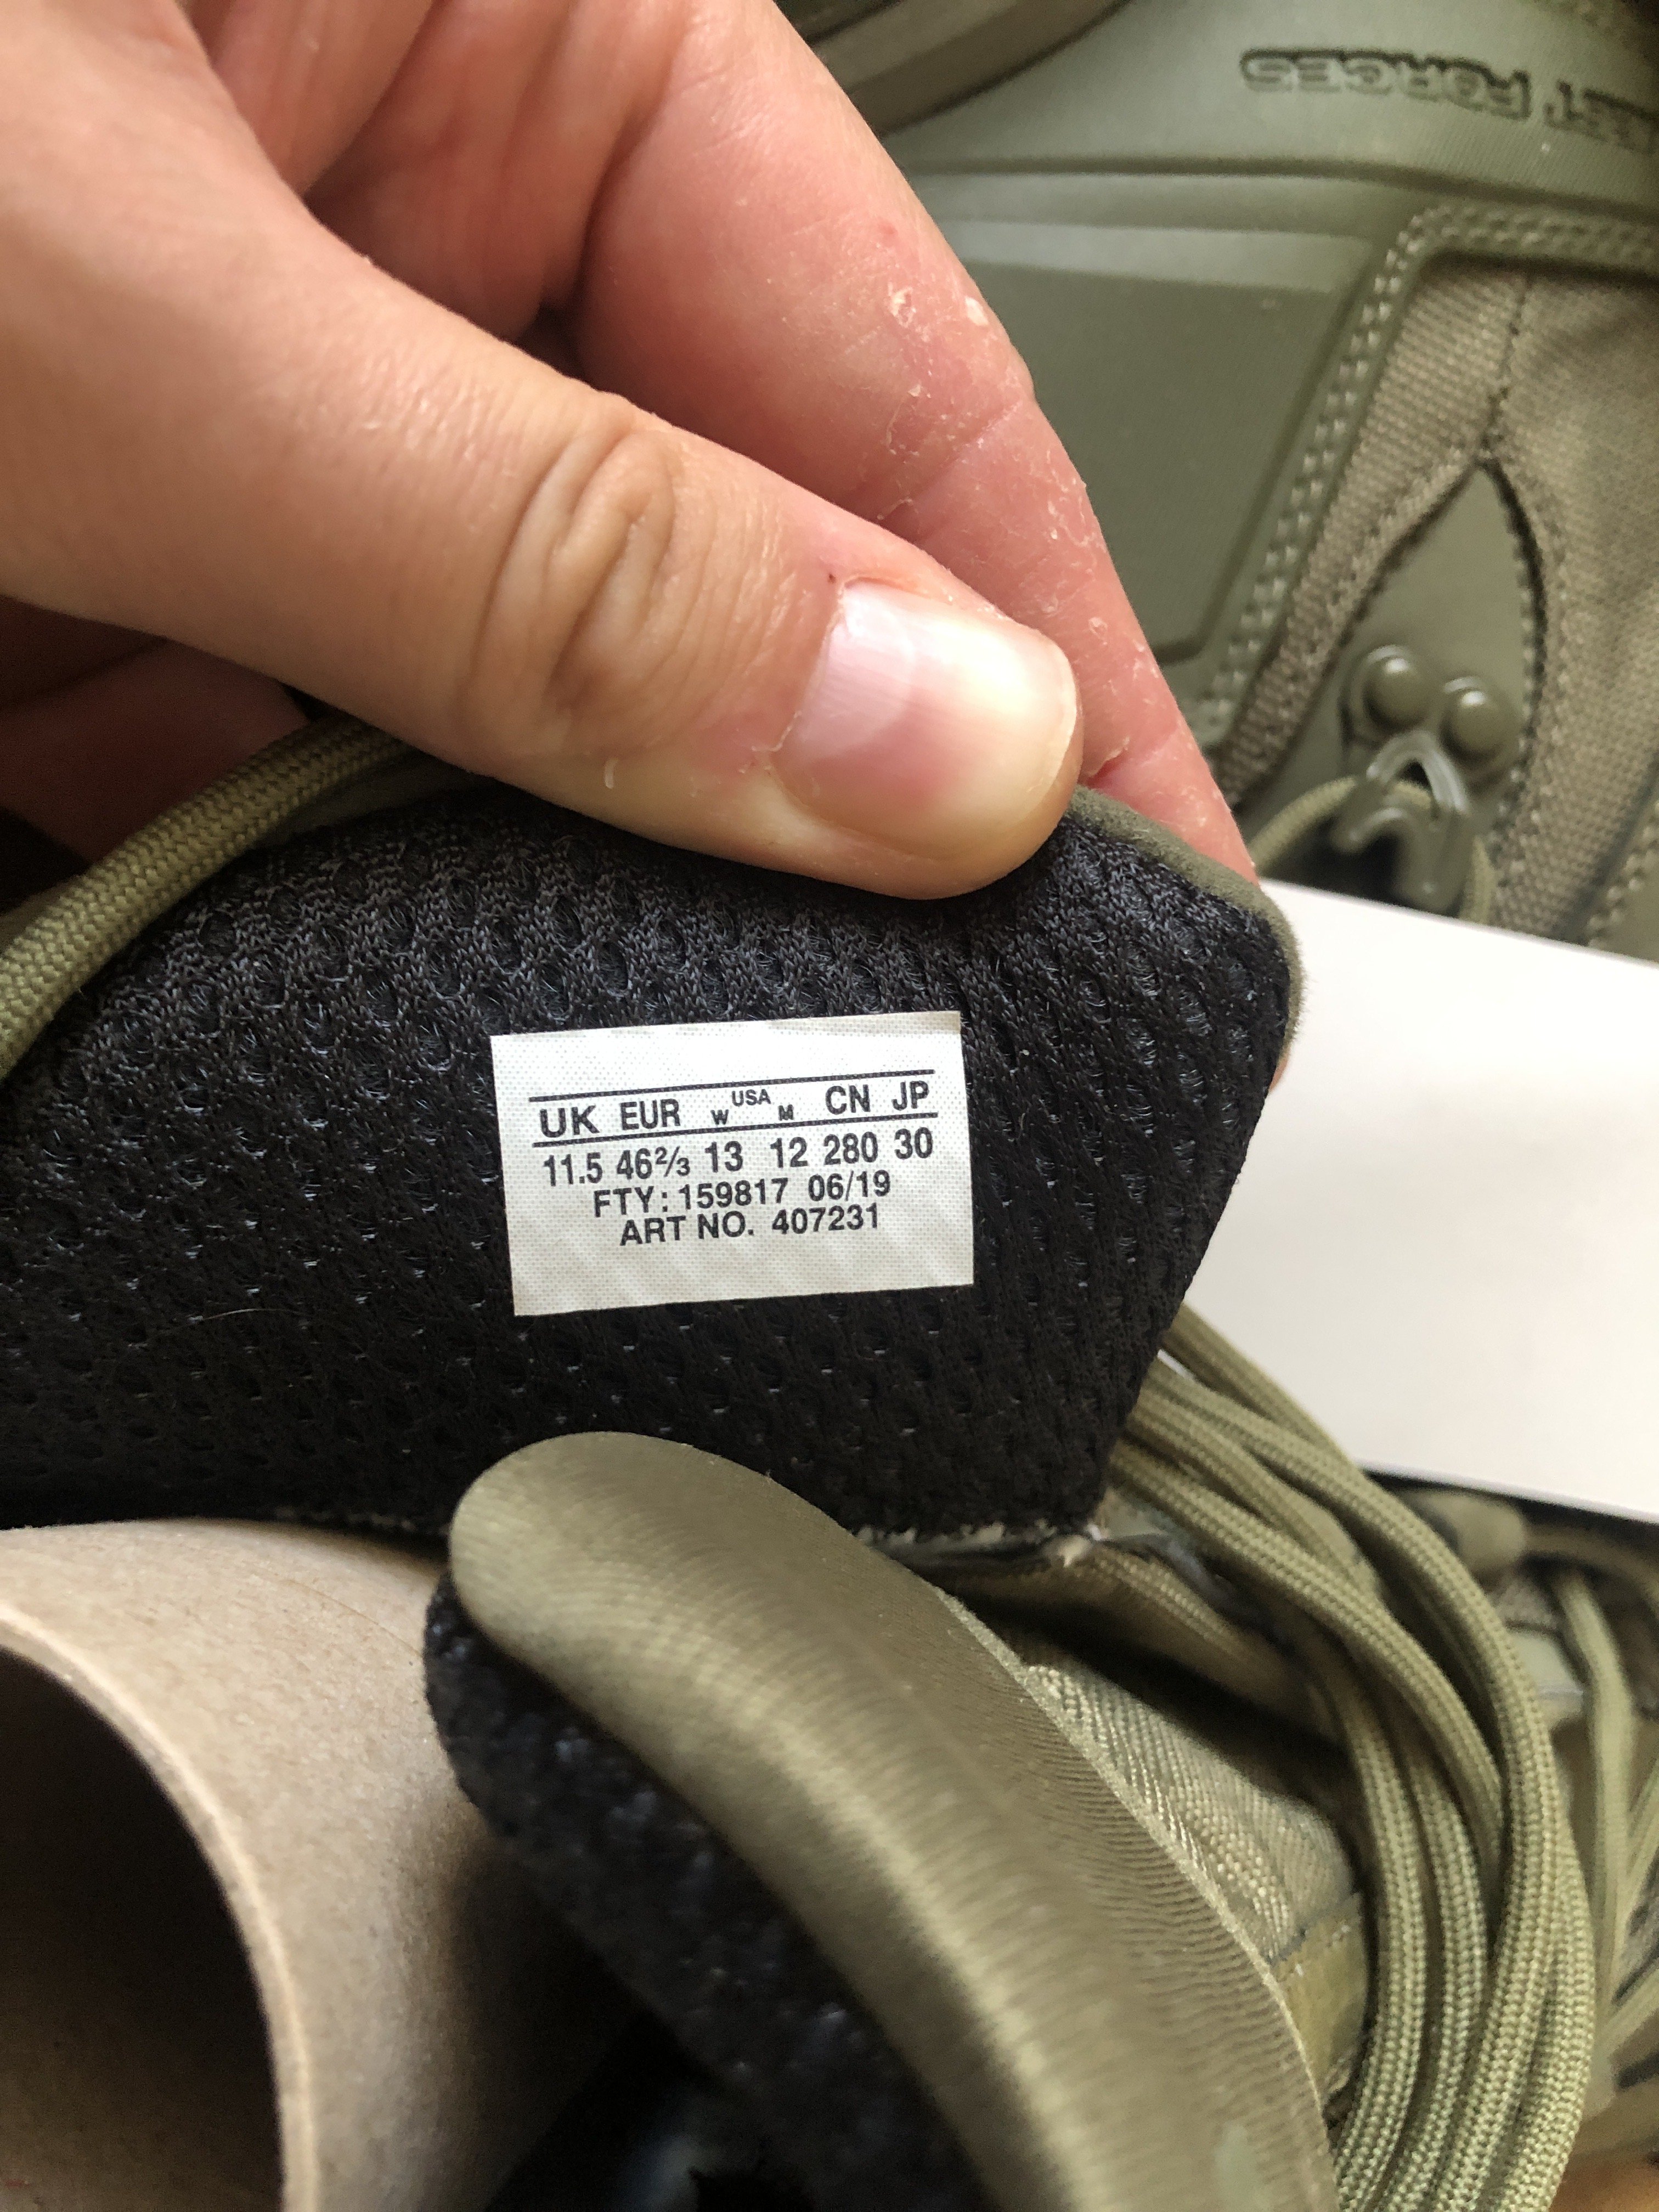 FORCES
UK EUR W USA M CN JP
11.5 46⅔ 13 12 280 30
FTY: 159817 06/19
ART NO. 407231